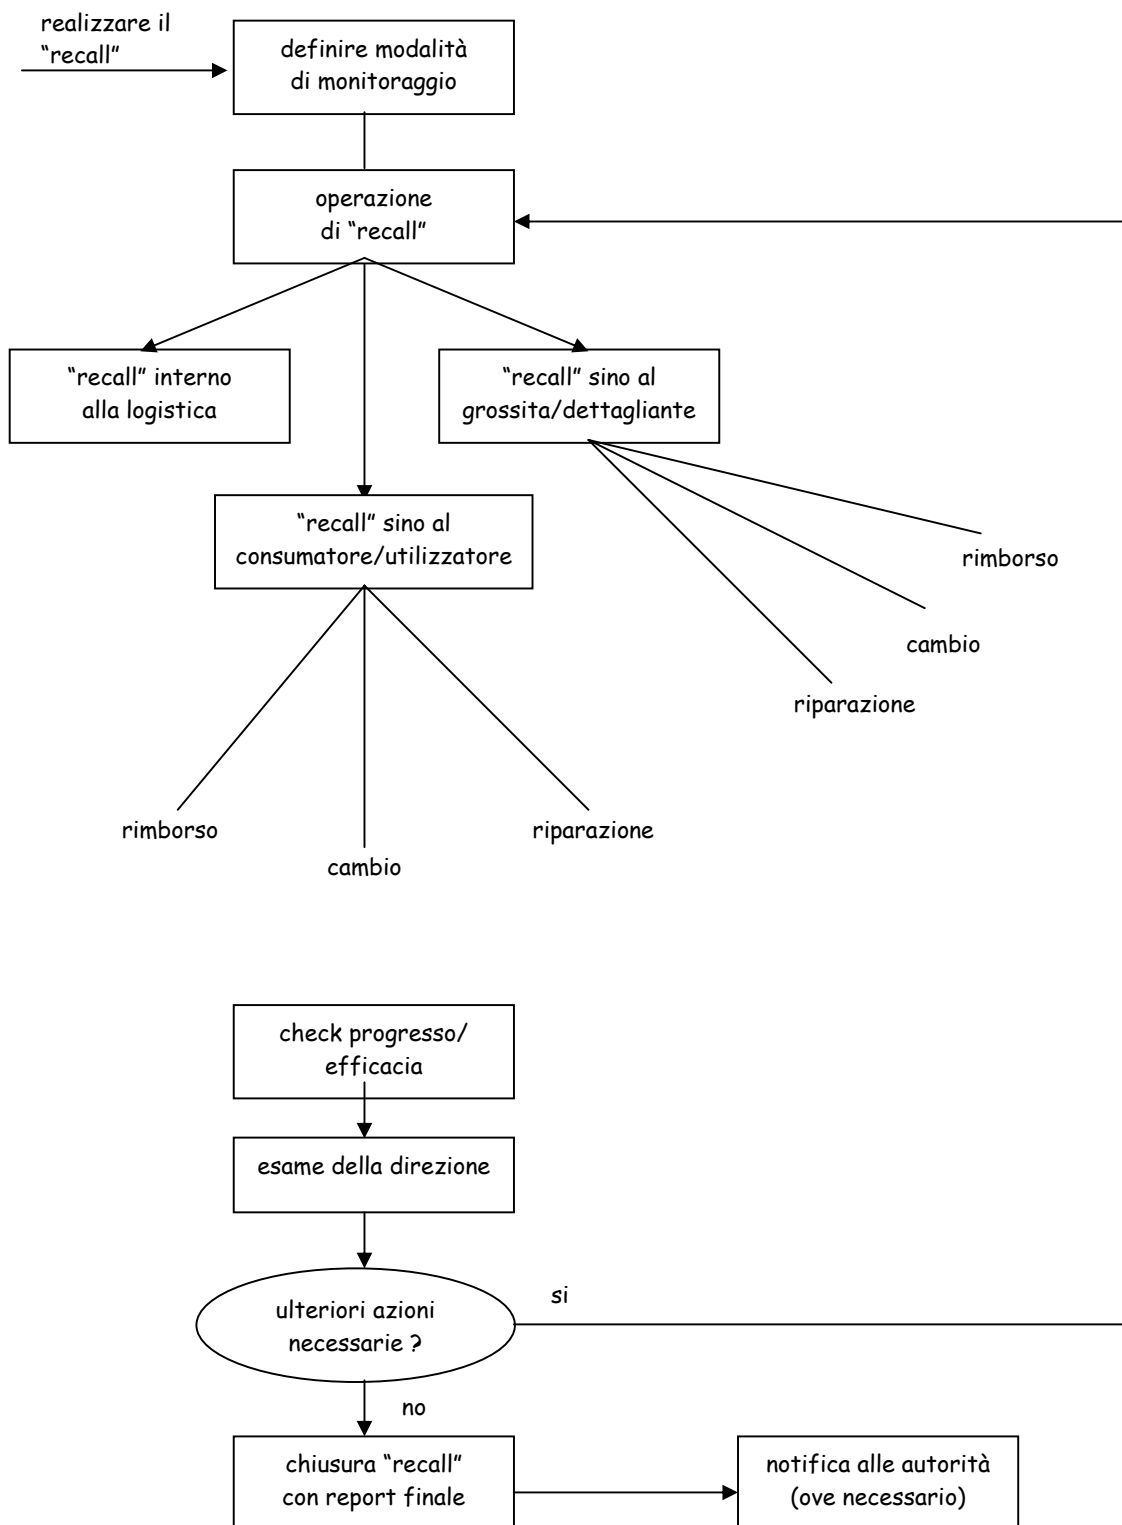 realizzare il
“recall”
definire modalità
di monitoraggio
operazione
di “recall”
“recall” interno
alla logistica
“recall” sino al
grossita/dettagliante
“recall” sino al
consumatore/utilizzatore
rimborso
cambio
riparazione
rimborso
riparazione
cambio
check progresso/
efficacia
esame della direzione
si
ulteriori azioni
necessarie ?
no
chiusura “recall”
con report finale
notifica alle autorità
(ove necessario)